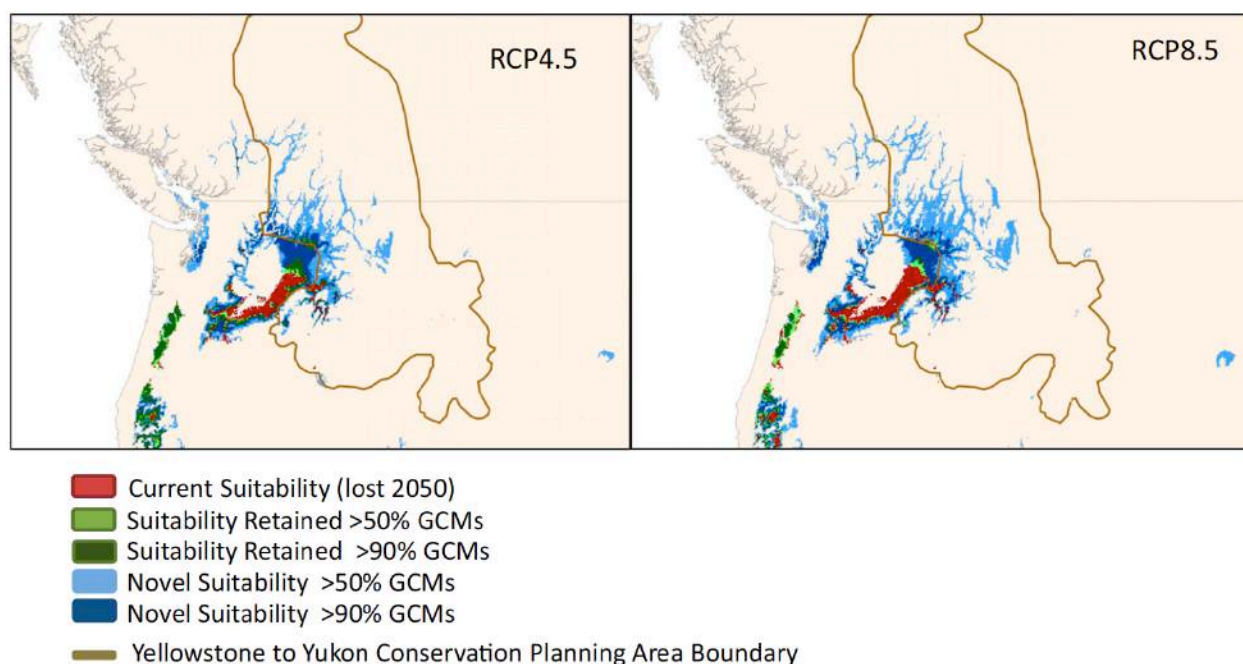 RCP4.5
RCP8.5
Current Suitability (lost 2050)
Suitability Retained >50% GCMs
Suitability Retained >90% GCMs
Novel Suitability >50% GCMs
Novel Suitability >90% GCMs
Yellowstone to Yukon Conservation Planning Area Boundary